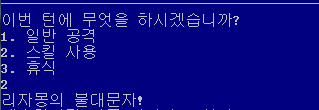 이번 턴에 무엇을 하시겠습니까?
1. 일반 공격
2. 스킬 사용
3. 휴식
2
리자몽의 불대문자!